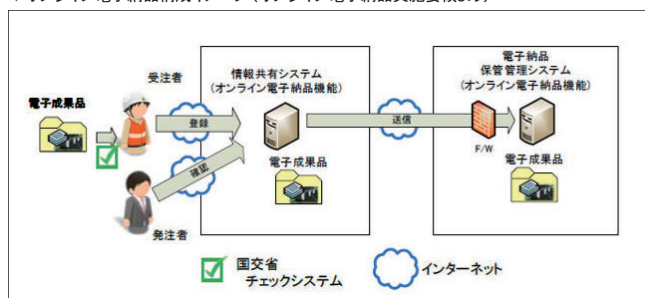 電子成果品
受注者
登録
確認
発注者
情報共有システム
(オンライン電子納品機能)
電子成果品
送信
電子納品
保管管理システム
(オンライン電子納品機能)
F/W
電子成果品
国交省
チェックシステム
インターネット